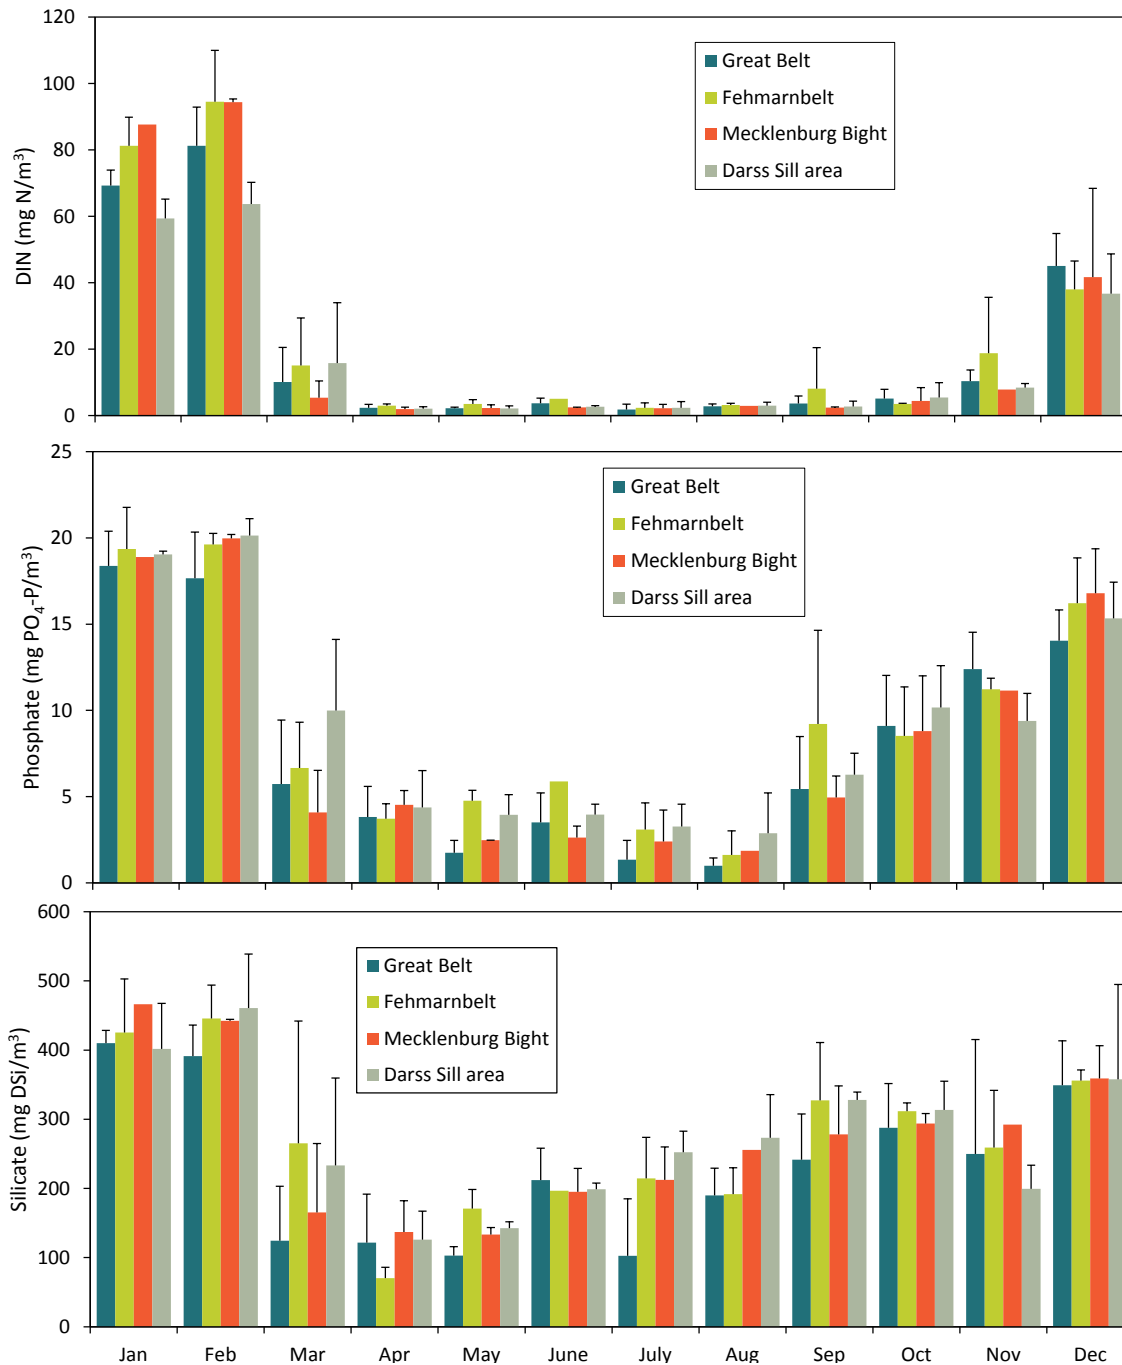 120
100
80
60
40
20
0
DIN (mg N/m³)
Great Belt
Fehmarnbelt
Mecklenburg Bight
Darss Sill area
25
20
15
10
5
0
Phosphate (mg PO₄-P/m³)
Great Belt
Fehmarnbelt
Mecklenburg Bight
Darss Sill area
600
500
400
300
200
100
0
Silicate (mg DSi/m³)
Great Belt
Fehmarnbelt
Mecklenburg Bight
Darss Sill area
Jan Feb Mar Apr May June July Aug Sep Oct Nov Dec